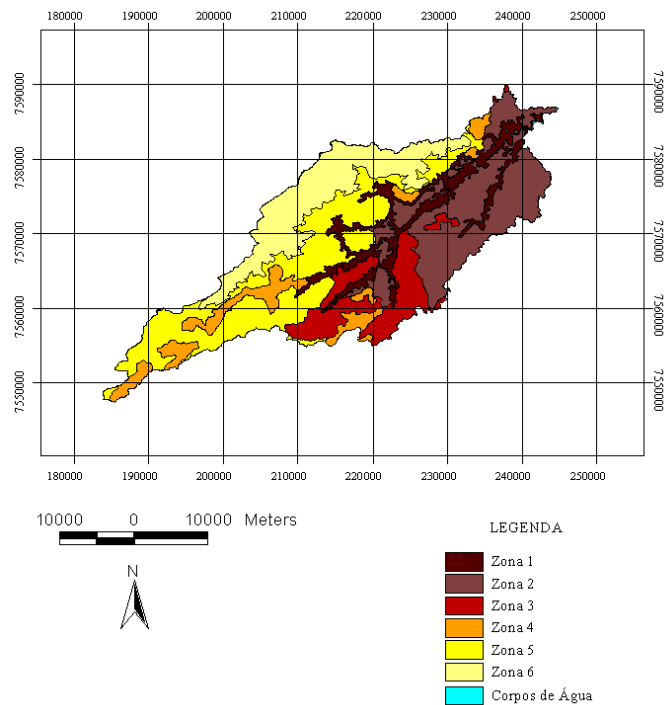 180000 190000 200000 210000 220000 230000 240000 250000
7590000 7590000
7580000 7380000
7570000 7570000
7560000 7560000
7550000 7550000
180000 190000 200000 210000 220000 230000 240000 250000
10000 0 10000 Meters
N
LEGENDA
Zona 1
Zona 2
Zona 3
Zona 4
Zona 5
Zona 6
Corpos de Água